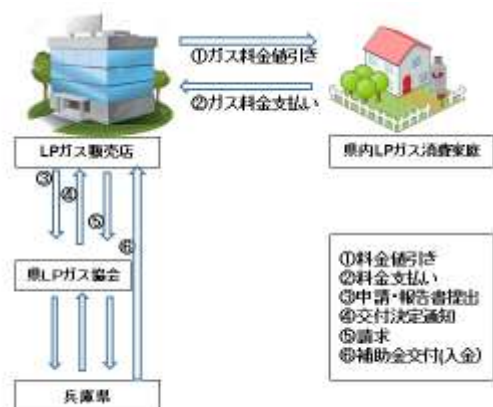 ①ガス料金値引き
②ガス料金支払い
LPガス販売店
県内LPガス消費家庭
③
④
⑤
⑥
県LPガス協会
兵庫県
①料金値引き
②料金支払い
③申請・報告書提出
④交付決定通知
⑤請求
⑥補助金交付(入金)